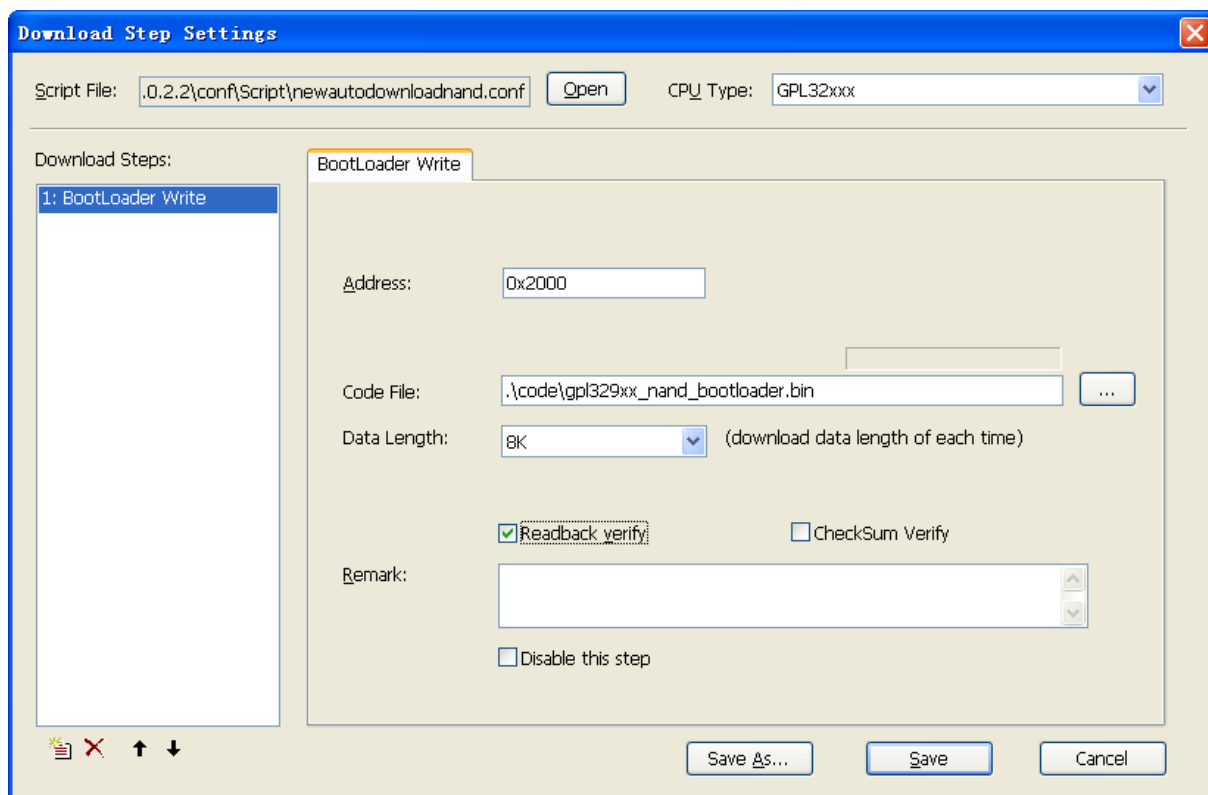 Download Step Settings
Script File: .0.2.2\conf\Script\newautodownloadnand.conf Open CPU Type: GPL32xxx
Download Steps:
BootLoader Write
1: BootLoader Write
Address: 0x2000
Code File: .\code\gpl329xx_nand_bootloader.bin ...
Data Length: 8K (download data length of each time)
Readback verify CheckSum Verify
Remark:
Disable this step
Save As... Save Cancel